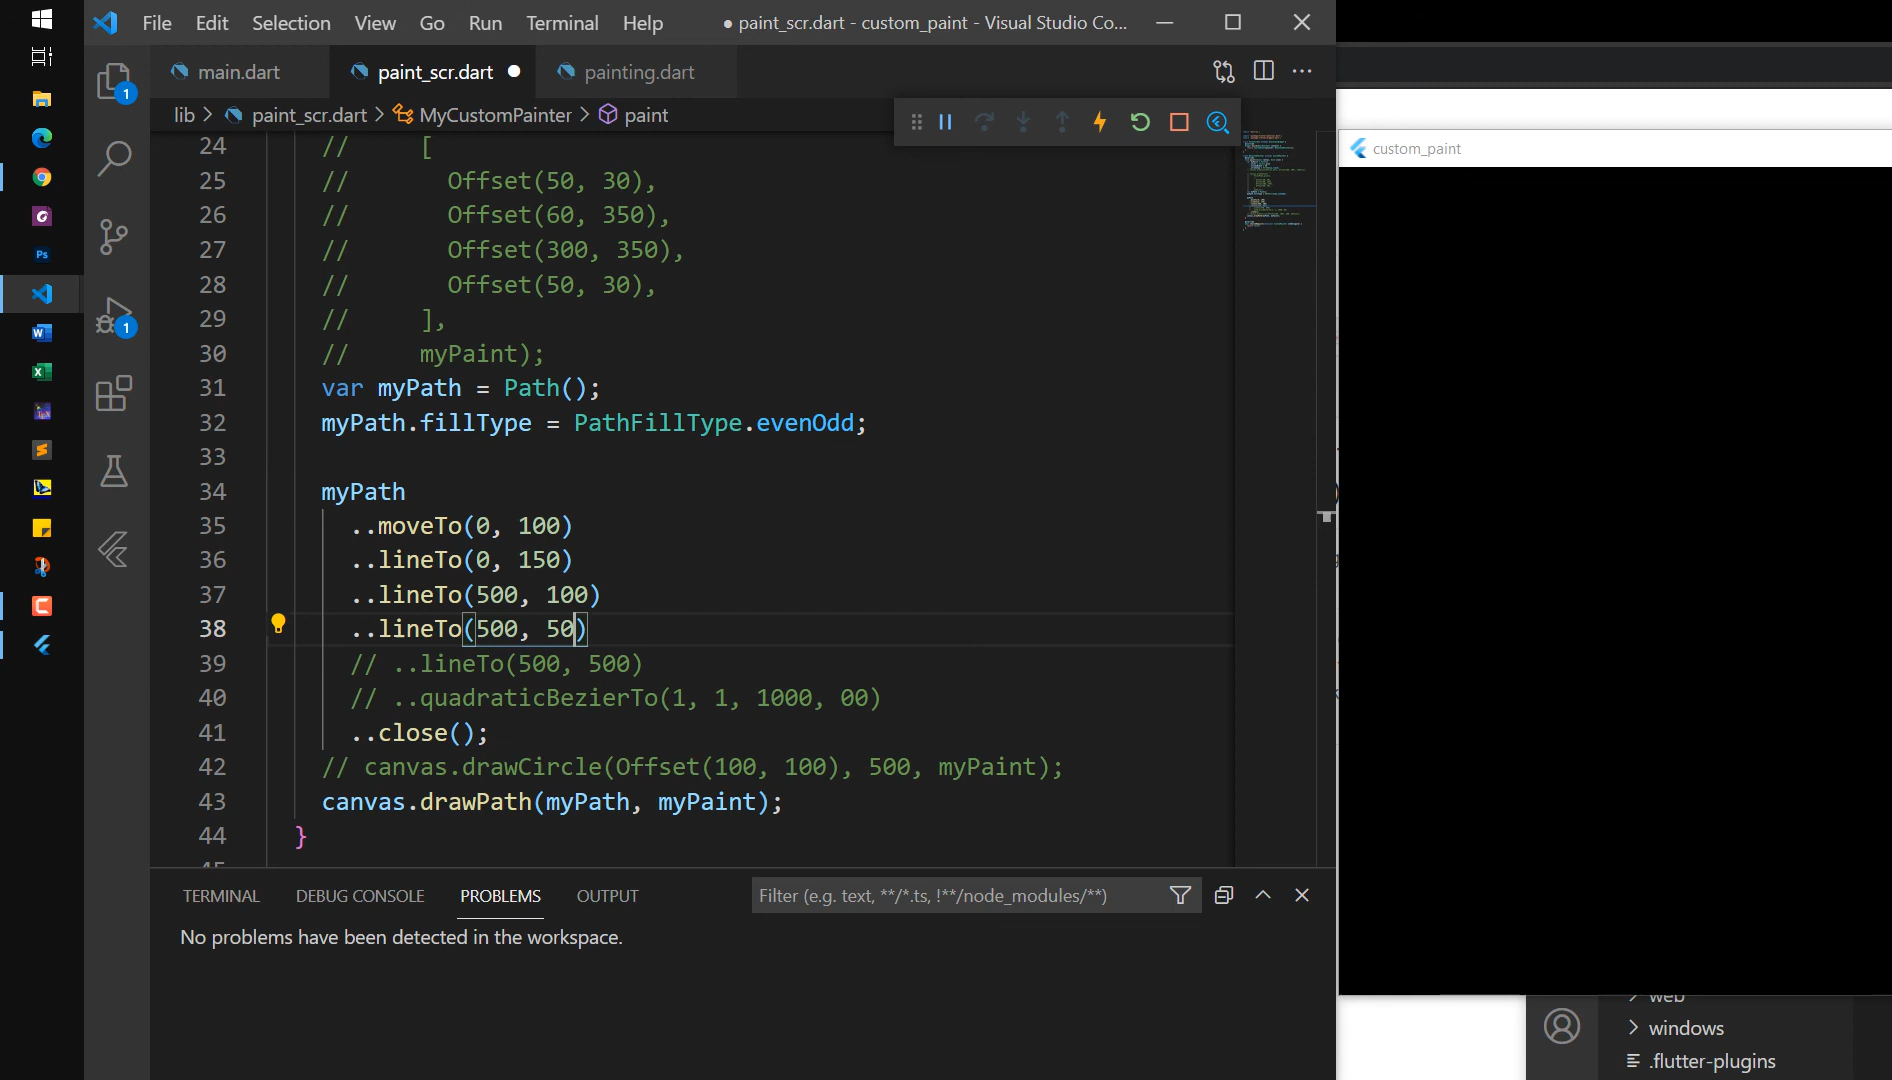 File Edit Selection View Go Run Terminal Help ● paint_scr.dart - custom_paint - Visual Studio Co...
main.dart paint_scr.dart painting.dart
lib > paint_scr.dart > MyCustomPainter > paint
24 // [
25 // Offset(50, 30),
26 // Offset(60, 350),
27 // Offset(300, 350),
28 // Offset(50, 30),
29 // ],
30 // myPaint);
31 var myPath = Path();
32 myPath.fillType = PathFillType.evenOdd;
33
34 myPath
35 ..moveTo(0, 100)
36 ..lineTo(0, 150)
37 ..lineTo(500, 100)
38 ..lineTo(500, 50)
39 // ..lineTo(500, 500)
40 // ..quadraticBezierTo(1, 1, 1000, 00)
41 ..close();
42 // canvas.drawCircle(Offset(100, 100), 500, myPaint);
43 canvas.drawPath(myPath, myPaint);
44 }
45
TERMINAL DEBUG CONSOLE PROBLEMS OUTPUT Filter (e.g. text, **/*.ts, !**/node_modules/**)
No problems have been detected in the workspace.
1
1
Ps
custom_paint
web
windows
.flutter-plugins